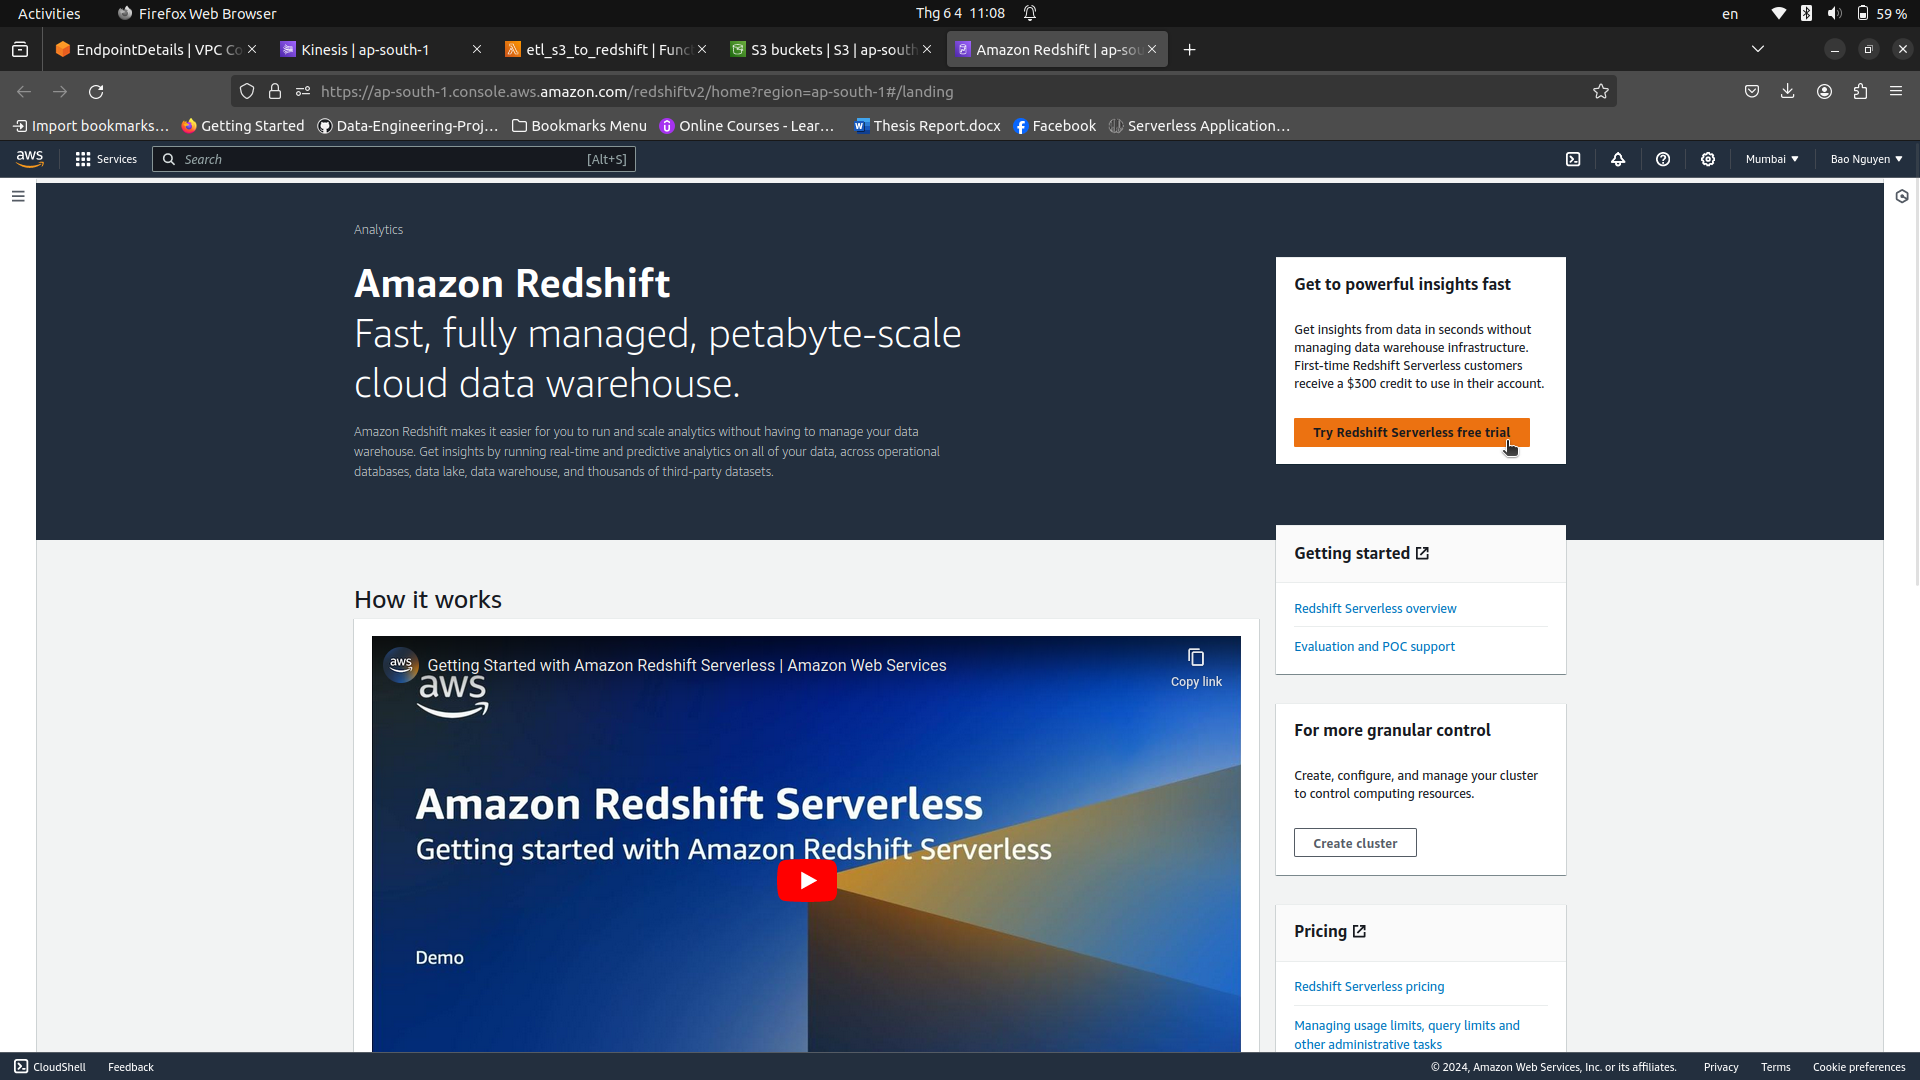 Activities
Firefox Web Browser
Thg 6 4 11:08
en
59 %
EndpointDetails | VPC Co
Kinesis | ap-south-1
etl_s3_to_redshift | Func
S3 buckets | S3 | ap-south
Amazon Redshift | ap-sou
https://ap-south-1.console.aws.amazon.com/redshiftv2/home?region=ap-south-1#/landing
Import bookmarks...
Getting Started
Data-Engineering-Proj...
Bookmarks Menu
Online Courses - Lear...
Thesis Report.docx
Facebook
Serverless Application...
aws
Services
Search
[Alt+S]
Mumbai
Bao Nguyen
Analytics
Amazon Redshift
Fast, fully managed, petabyte-scale
cloud data warehouse.
Amazon Redshift makes it easier for you to run and scale analytics without having to manage your data
warehouse. Get insights by running real-time and predictive analytics on all of your data, across operational
databases, data lake, data warehouse, and thousands of third-party datasets.
Get to powerful insights fast
Get insights from data in seconds without
managing data warehouse infrastructure.
First-time Redshift Serverless customers
receive a $300 credit to use in their account.
Try Redshift Serverless free trial
Getting started
Redshift Serverless overview
Evaluation and POC support
How it works
aws
Getting Started with Amazon Redshift Serverless | Amazon Web Services
Copy link
aws
Amazon Redshift Serverless
Getting started with Amazon Redshift Serverless
Demo
For more granular control
Create, configure, and manage your cluster
to control computing resources.
Create cluster
Pricing
Redshift Serverless pricing
Managing usage limits, query limits and
other administrative tasks
CloudShell
Feedback
© 2024, Amazon Web Services, Inc. or its affiliates.
Privacy
Terms
Cookie preferences